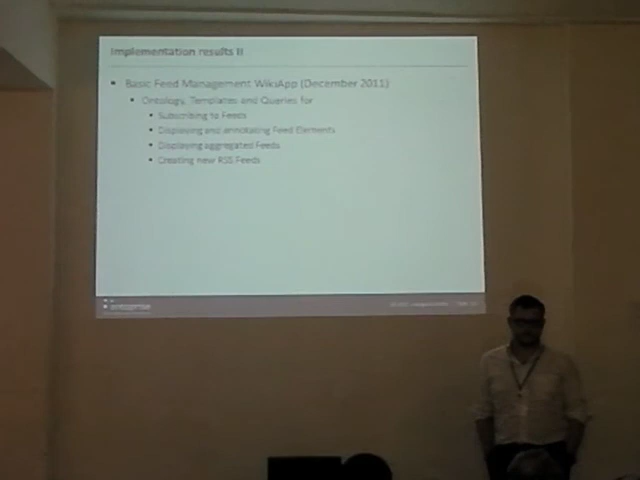 Implementation results II
▪ Basic Feed Management WikiApp (December 2011)
▪ Ontology, Templates and Queries for
▪ Subscribing to Feeds
▪ Displaying and annotating Feed Elements
▪ Displaying aggregated Feeds
▪ Creating new RSS Feeds